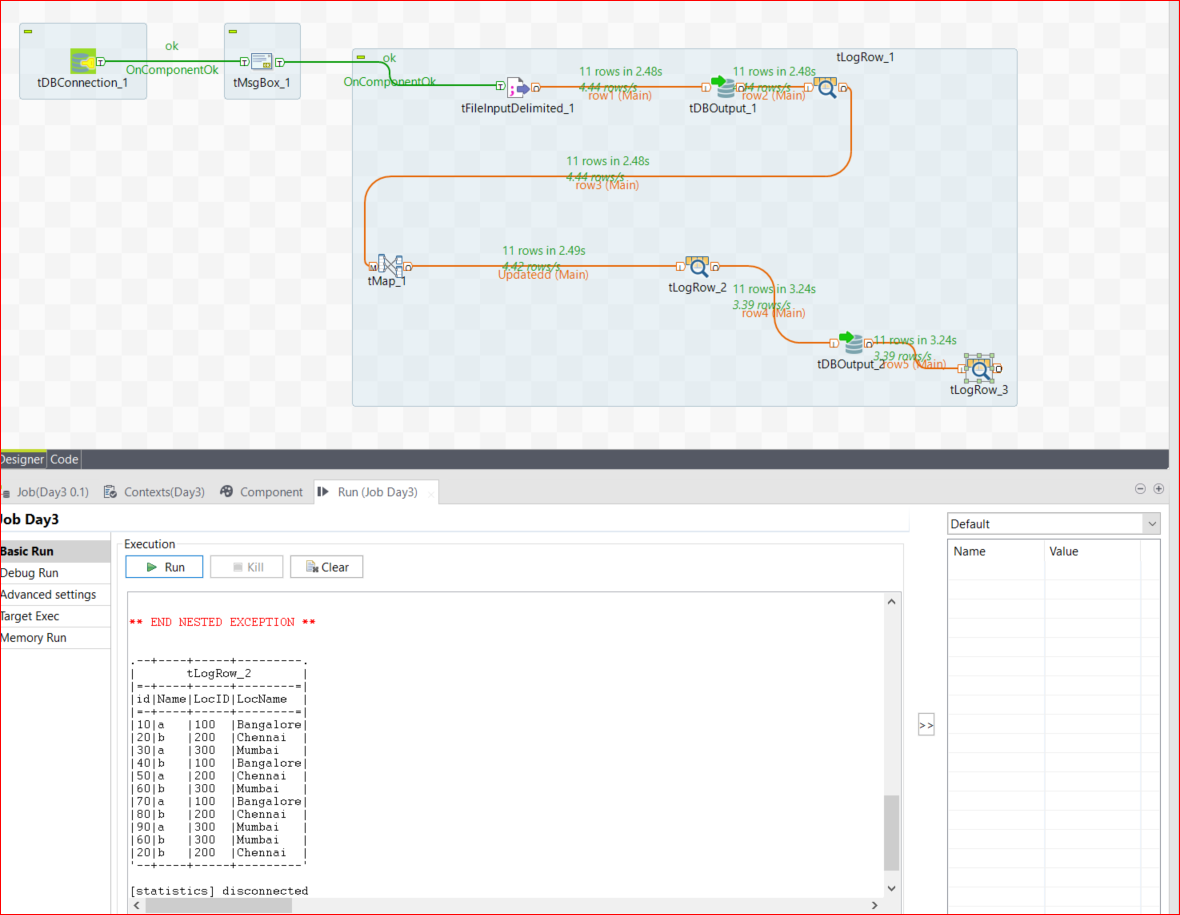 ok
OnComponentOk
tDBConnection_1
tMsgBox_1
ok
OnComponentOk
tLogRow_1
11 rows in 2.48s
4.44 rows/s
row1 (Main)
11 rows in 2.48s
row2 (Main)
tFileInputDelimited_1
tDBOutput_1
11 rows in 2.48s
4.44 rows/s
row3 (Main)
11 rows in 2.49s
4.42 rows/s
Updatedd (Main)
tMap_1
tLogRow_2
11 rows in 3.24s
3.39 rows/s
row4 (Main)
11 rows in 3.24s
3.39 rows/s
row5 (Main)
tDBOutput_2
tLogRow_3
Designer Code
Job(Day3 0.1) Contexts(Day3) Component Run (Job Day3)
Job Day3
Default
Name Value
Basic Run
Debug Run
Advanced settings
Target Exec
Memory Run
Execution
Run Kill Clear
** END NESTED EXCEPTION **
.--+----+-----+---------.
| tLogRow_2 |
|=-+----+-----+--------=|
|id|Name|LocID|LocName |
|=-+----+-----+--------=|
|10|a |100 |Bangalore|
|20|b |200 |Chennai |
|30|a |300 |Mumbai |
|40|b |100 |Bangalore|
|50|a |200 |Chennai |
|60|b |300 |Mumbai |
|70|a |100 |Bangalore|
|80|b |200 |Chennai |
|90|a |300 |Mumbai |
|60|b |300 |Mumbai |
|20|b |200 |Chennai |
'--+----+-----+---------'
[statistics] disconnected
>>